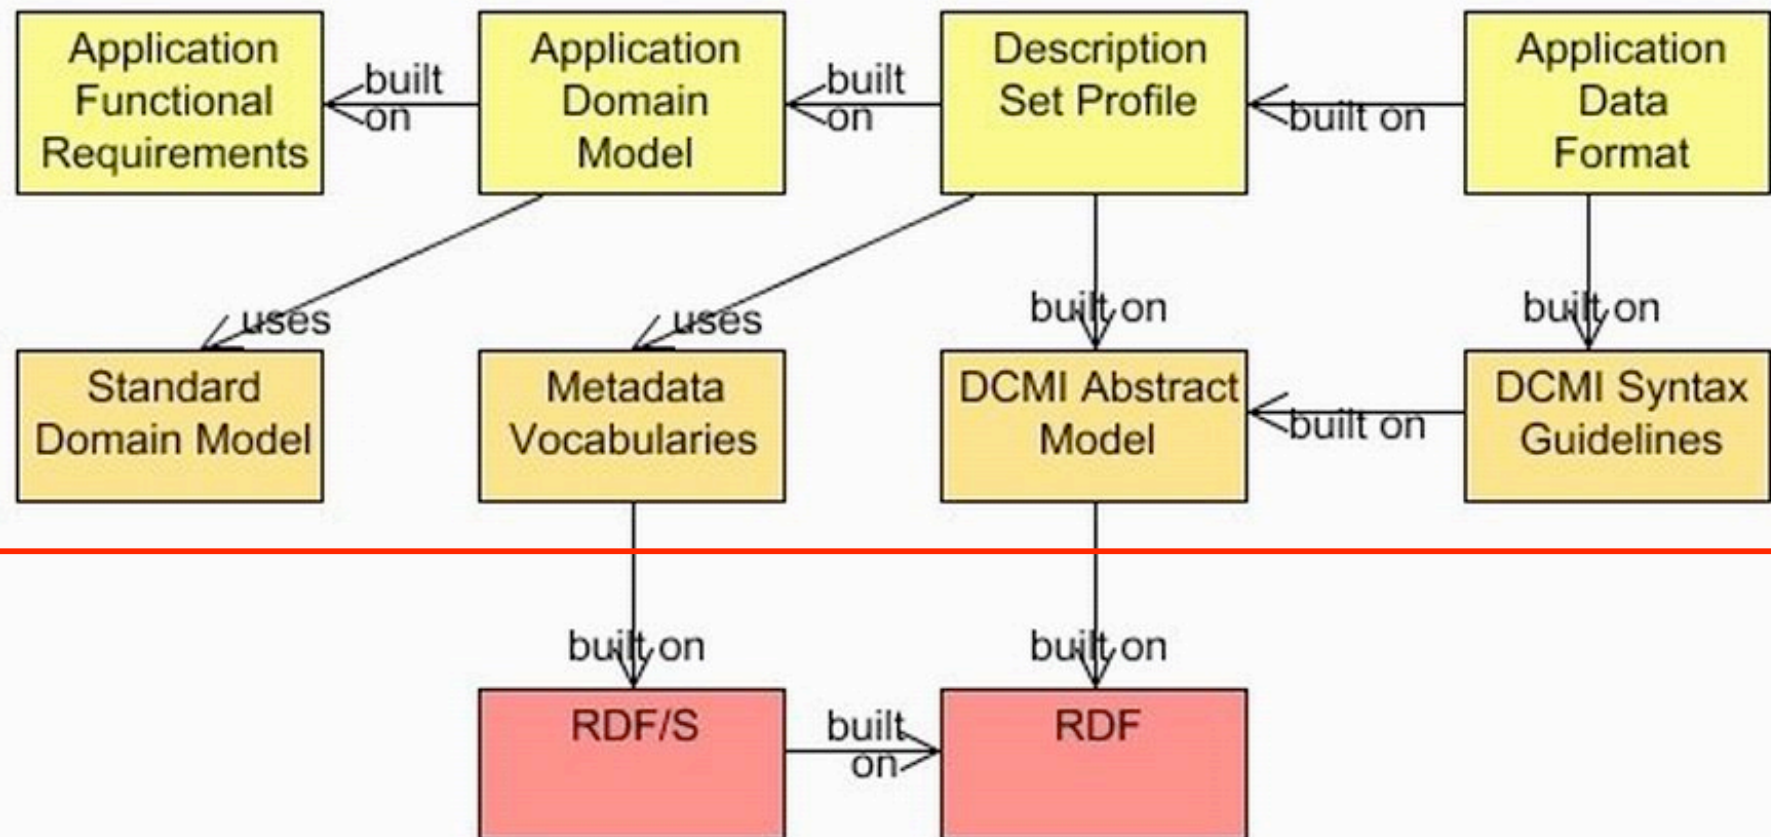 Application
Functional
Requirements
built
on
Application
Domain
Model
built
on
Description
Set Profile
built on
Application
Data
Format
uses
uses
built on
built on
Standard
Domain Model
Metadata
Vocabularies
DCMI Abstract
Model
built on
DCMI Syntax
Guidelines
built on
built on
RDF/S
built
on
RDF